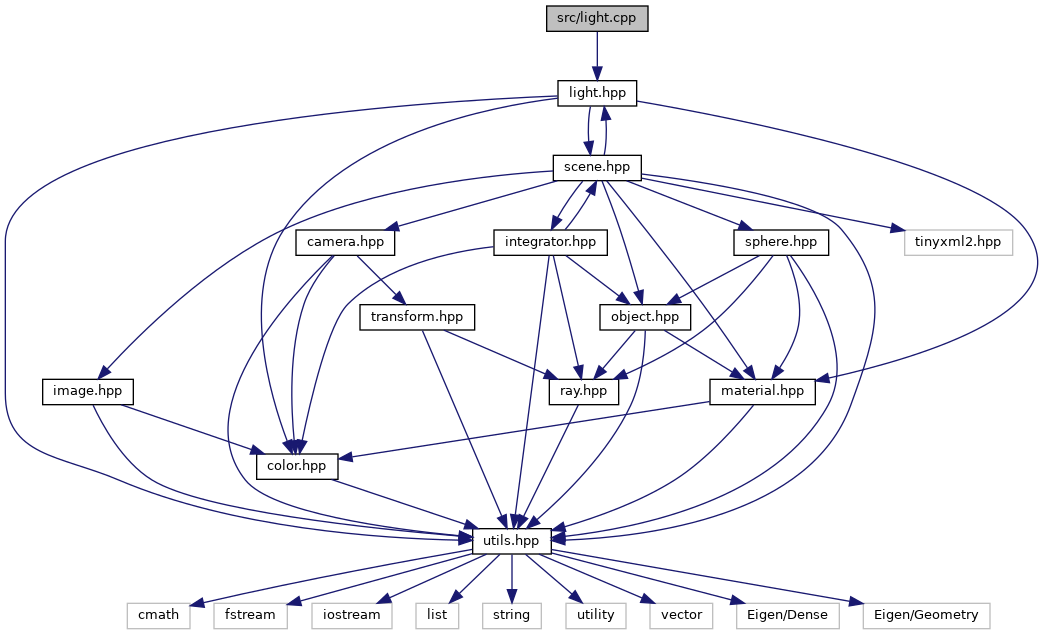 src/light.cpp
light.hpp
scene.hpp
camera.hpp
integrator.hpp
sphere.hpp
tinyxml2.hpp
transform.hpp
object.hpp
image.hpp
ray.hpp
material.hpp
color.hpp
utils.hpp
cmath
fstream
iostream
list
string
utility
vector
Eigen/Dense
Eigen/Geometry